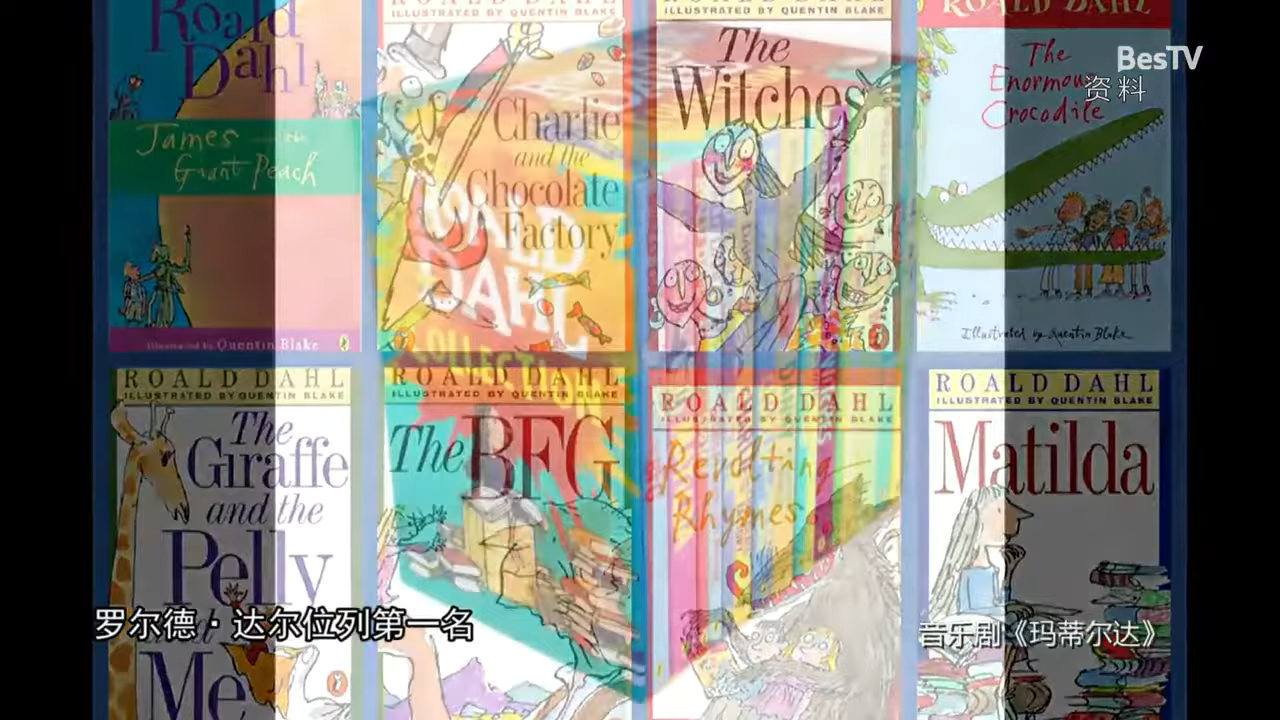 BesTV
资料
Roald
Dahl
James and the
Giant Peach
Illustrated by Quentin Blake
ROALD DAHL
ILLUSTRATED BY QUENTIN BLAKE
Charlie
and the
Chocolate
Factory
ROALD DAHL
ILLUSTRATED BY QUENTIN BLAKE
The
Witches
ROALD DAHL
The
Enormous
Crocodile
Illustrated by Quentin Blake
ROALD
DAHL
COLLECTION
ROALD DAHL
ILLUSTRATED BY QUENTIN BLAKE
The
Giraffe
and the
Pelly
and
Me
ROALD DAHL
ILLUSTRATED BY QUENTIN BLAKE
The BFG
ROALD DAHL
ILLUSTRATED BY QUENTIN BLAKE
Revolting
Rhymes
ROALD DAHL
ILLUSTRATED BY QUENTIN BLAKE
Matilda
罗尔德·达尔位列第一名
音乐剧《玛蒂尔达》